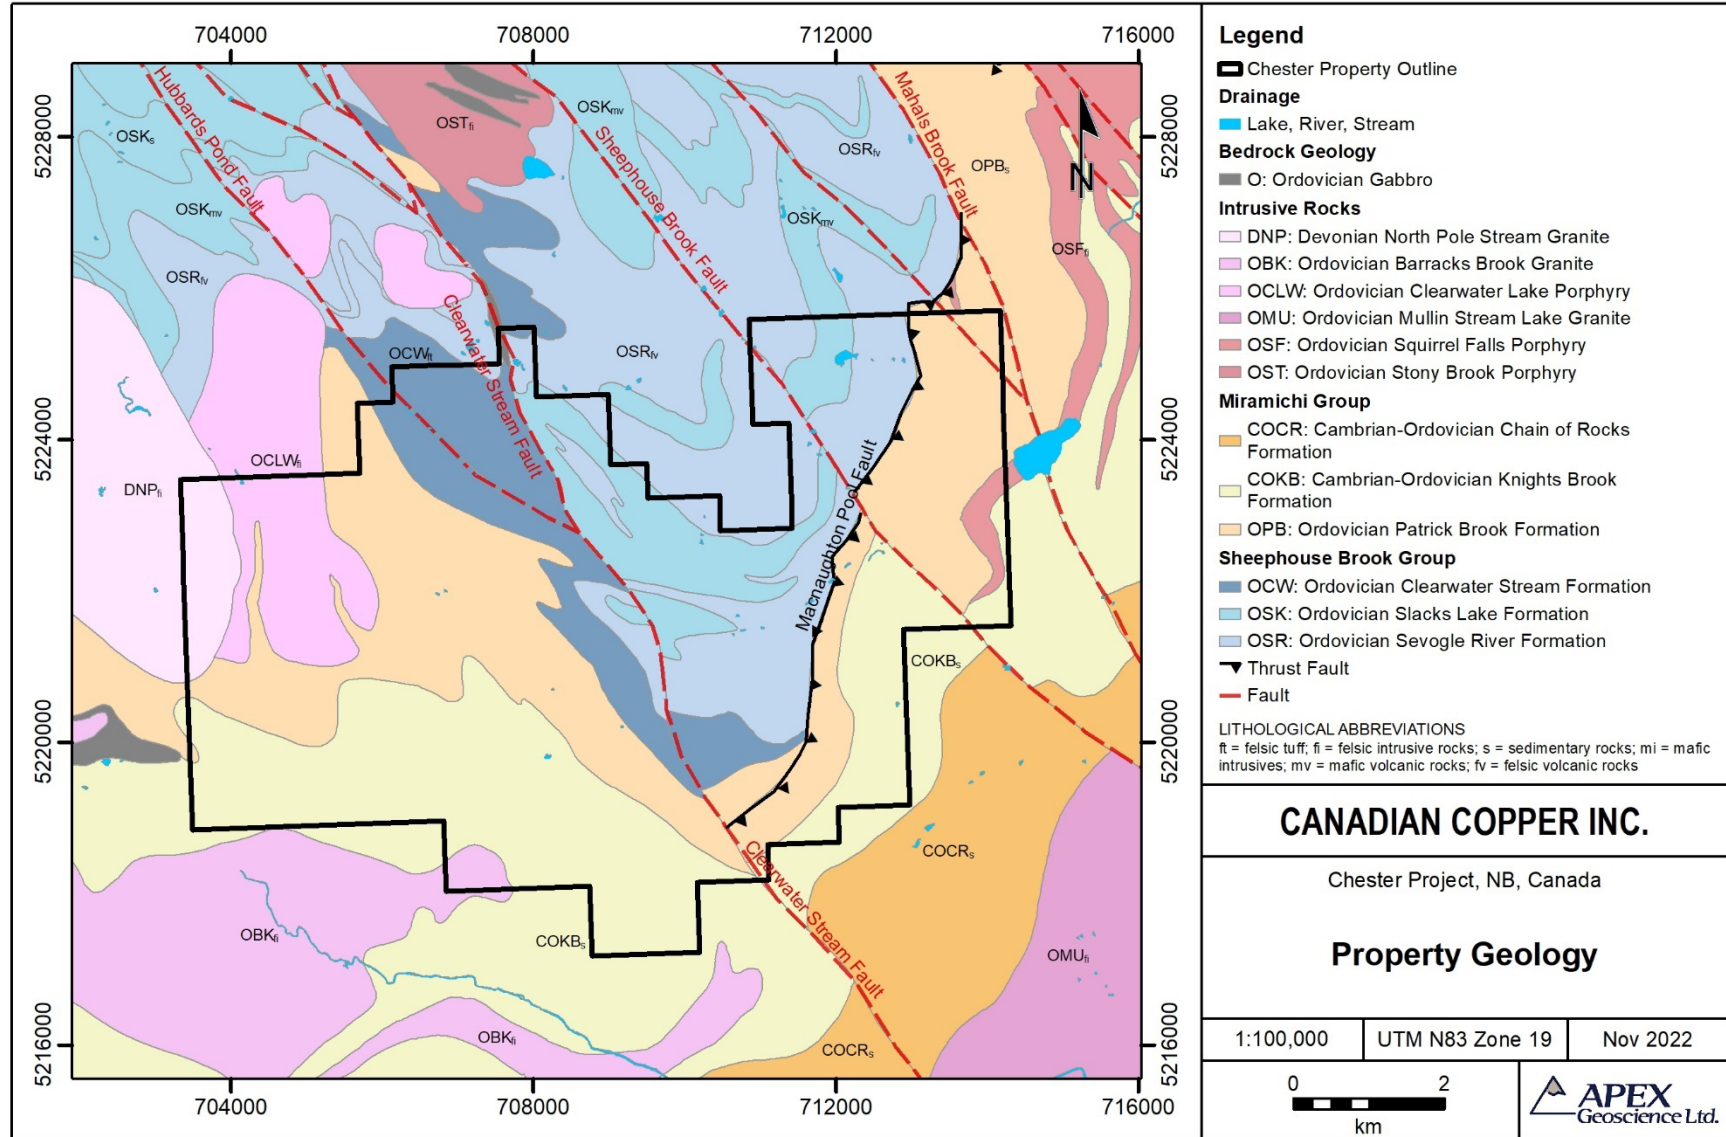 704000
708000
712000
716000
5228000
5224000
5220000
5216000
5228000
5224000
5220000
5216000
704000
708000
712000
716000
Hubbards Pond Fault
OSKs
OSKmv
OSRfv
OSTfi
OSKmv
Sheephouse Brook Fault
OSRfv
Mahals Brook Fault
OPBs
N
OSKmv
OSFfi
Clearwater Stream Fault
OCWft
OSRfv
OCLWfi
DNPfi
Macnaughton Pool Fault
COKBs
Clearwater Stream Fault
COCRs
OBKfi
COKBs
OMUfi
OBKfi
COCRs
Legend
Chester Property Outline
Drainage
Lake, River, Stream
Bedrock Geology
O: Ordovician Gabbro
Intrusive Rocks
DNP: Devonian North Pole Stream Granite
OBK: Ordovician Barracks Brook Granite
OCLW: Ordovician Clearwater Lake Porphyry
OMU: Ordovician Mullin Stream Lake Granite
OSF: Ordovician Squirrel Falls Porphyry
OST: Ordovician Stony Brook Porphyry
Miramichi Group
COCR: Cambrian-Ordovician Chain of Rocks
Formation
COKB: Cambrian-Ordovician Knights Brook
Formation
OPB: Ordovician Patrick Brook Formation
Sheephouse Brook Group
OCW: Ordovician Clearwater Stream Formation
OSK: Ordovician Slacks Lake Formation
OSR: Ordovician Sevogle River Formation
Thrust Fault
Fault
LITHOLOGICAL ABBREVIATIONS
ft = felsic tuff; fi = felsic intrusive rocks; s = sedimentary rocks; mi = mafic
intrusives; mv = mafic volcanic rocks; fv = felsic volcanic rocks
CANADIAN COPPER INC.
Chester Project, NB, Canada
Property Geology
1:100,000
UTM N83 Zone 19
Nov 2022
0 2
km
APEX
Geoscience Ltd.